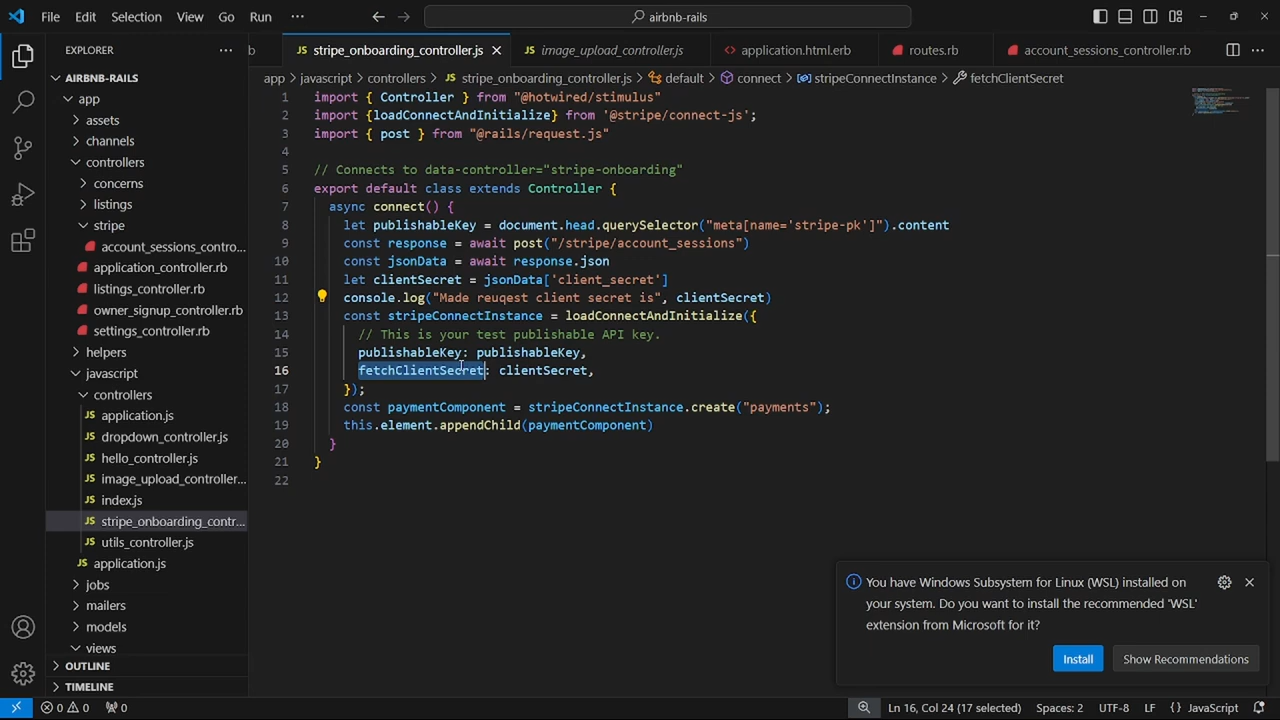 File Edit Selection View Go Run ··· airbnb-rails
EXPLORER ···
b stripe_onboarding_controller.js image_upload_controller.js application.html.erb routes.rb account_sessions_controller.rb ···
AIRBNB-RAILS
app > javascript > controllers > JS stripe_onboarding_controller.js > default > connect > stripeConnectInstance > fetchClientSecret
app
assets
channels
controllers
concerns
listings
stripe
account_sessions_contro...
application_controller.rb
listings_controller.rb
owner_signup_controller.rb
settings_controller.rb
helpers
javascript
controllers
JS application.js
JS dropdown_controller.js
JS hello_controller.js
JS image_upload_controller...
JS index.js
JS stripe_onboarding_contr...
JS utils_controller.js
JS application.js
jobs
mailers
models
views
OUTLINE
TIMELINE
1 import { Controller } from "@hotwired/stimulus"
2 import {loadConnectAndInitialize} from '@stripe/connect-js';
3 import { post } from "@rails/request.js"
4
5 // Connects to data-controller="stripe-onboarding"
6 export default class extends Controller {
7 async connect() {
8 let publishableKey = document.head.querySelector("meta[name='stripe-pk']").content
9 const response = await post("/stripe/account_sessions")
10 const jsonData = await response.json
11 let clientSecret = jsonData['client_secret']
12 console.log("Made reuqest client secret is", clientSecret)
13 const stripeConnectInstance = loadConnectAndInitialize({
14 // This is your test publishable API key.
15 publishableKey: publishableKey,
16 fetchClientSecret: clientSecret,
17 });
18 const paymentComponent = stripeConnectInstance.create("payments");
19 this.element.appendChild(paymentComponent)
20 }
21 }
22
You have Windows Subsystem for Linux (WSL) installed on
your system. Do you want to install the recommended 'WSL'
extension from Microsoft for it?
Install Show Recommendations
0 0 0 Ln 16, Col 24 (17 selected) Spaces: 2 UTF-8 LF {} JavaScript